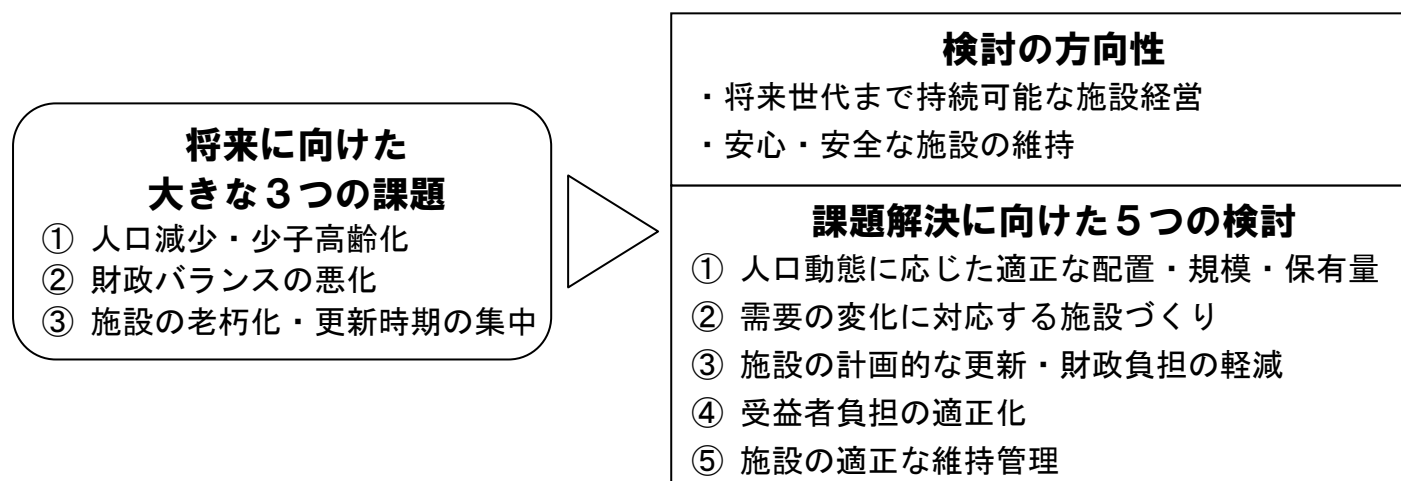 将来に向けた
大きな３つの課題
① 人口減少・少子高齢化
② 財政バランスの悪化
③ 施設の老朽化・更新時期の集中
検討の方向性
・将来世代まで持続可能な施設経営
・安心・安全な施設の維持
課題解決に向けた５つの検討
① 人口動態に応じた適正な配置・規模・保有量
② 需要の変化に対応する施設づくり
③ 施設の計画的な更新・財政負担の軽減
④ 受益者負担の適正化
⑤ 施設の適正な維持管理